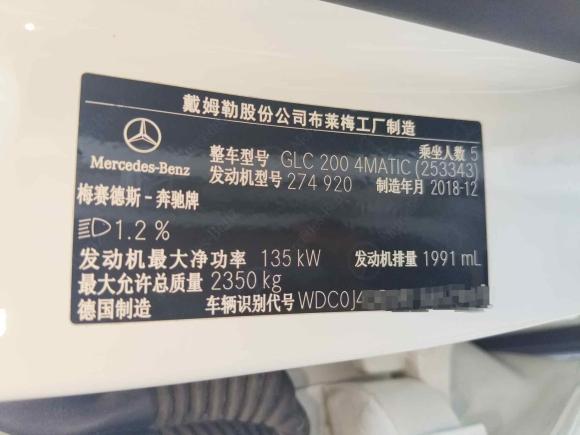 戴姆勒股份公司布莱梅工厂制造
Mercedes-Benz
整车型号 GLC 200 4MATIC (253343) 乘坐人数 5
发动机型号 274 920 制造年月 2018-12
梅赛德斯-奔驰牌
1.2 %
发动机最大净功率 135 kW 发动机排量 1991 mL
最大允许总质量 2350 kg
德国制造 车辆识别代号 WDC0J4